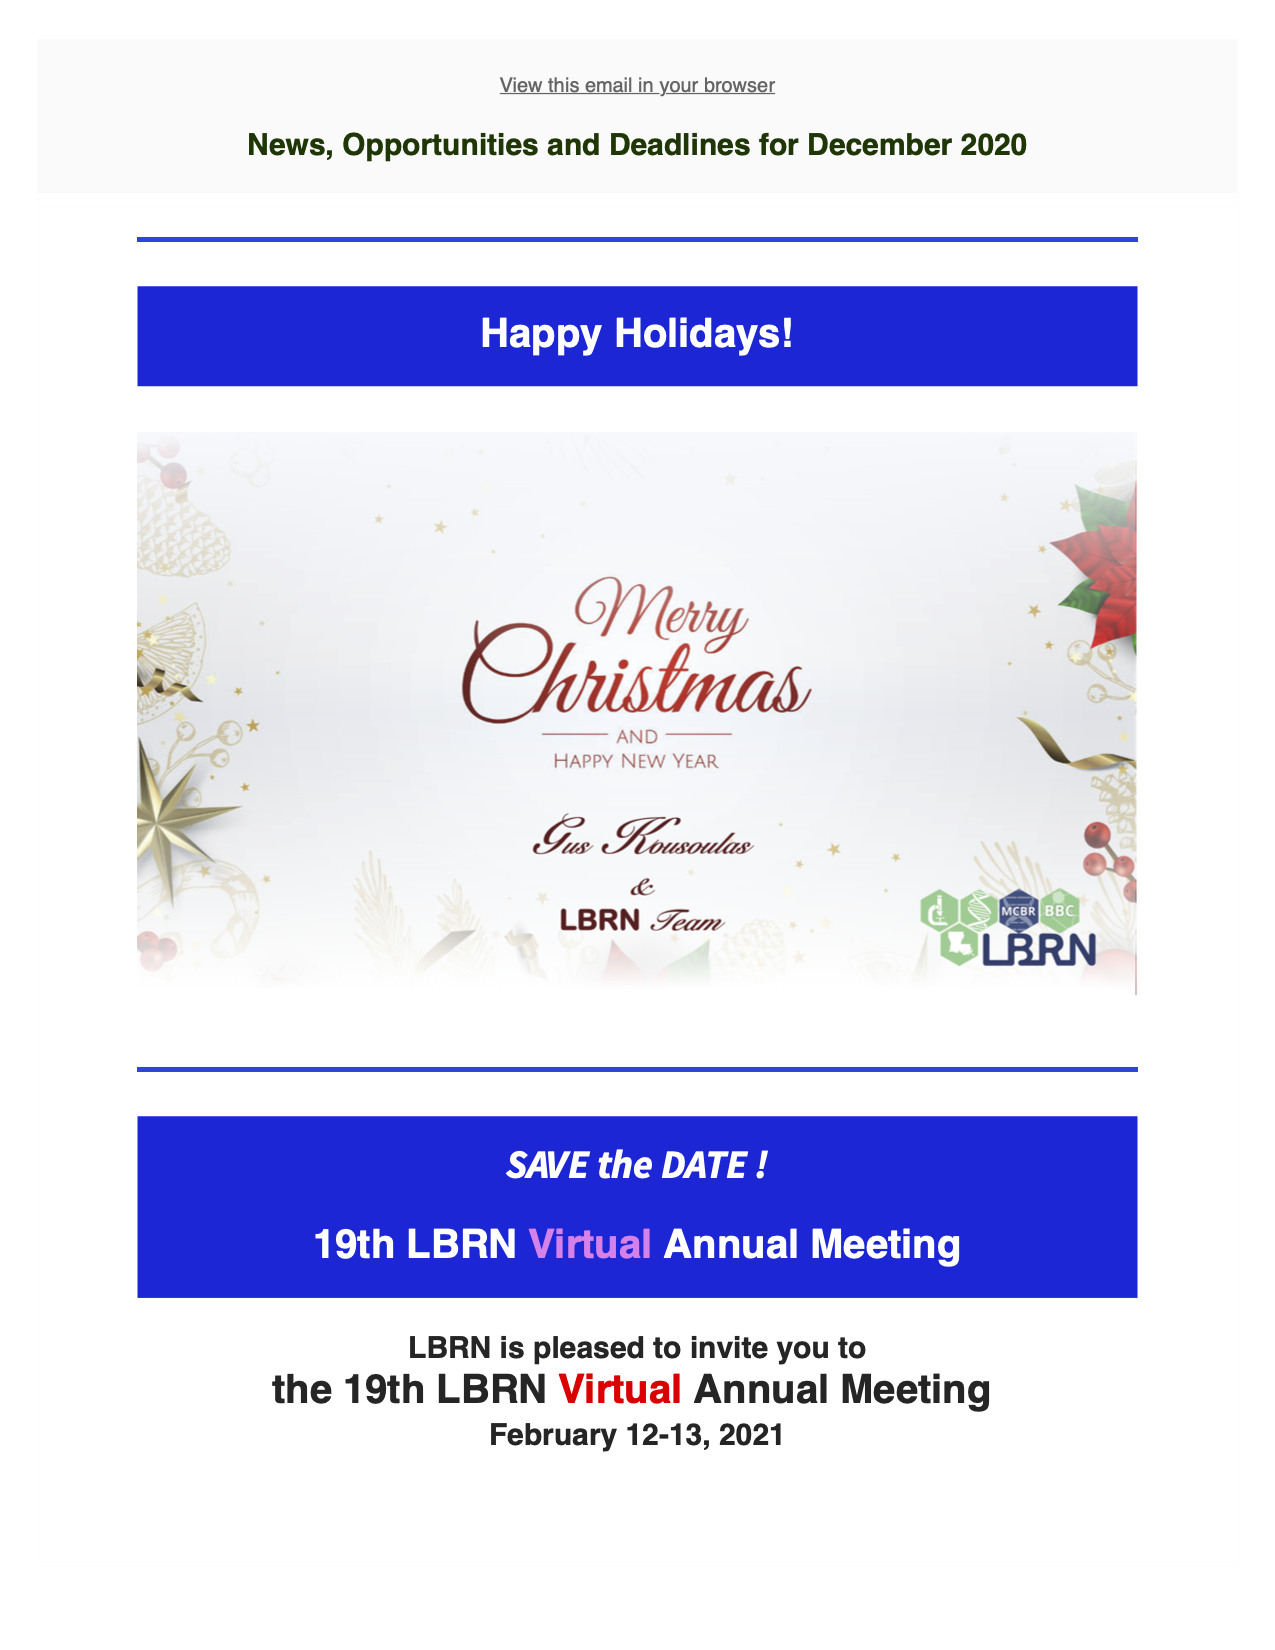 View this email in your browser
News, Opportunities and Deadlines for December 2020
Happy Holidays!
Merry
Christmas
AND
HAPPY NEW YEAR
Gus Kousoulas
&
LBRN Team
MCBR BBC
LBRN
SAVE the DATE !
19th LBRN Virtual Annual Meeting
LBRN is pleased to invite you to
the 19th LBRN Virtual Annual Meeting
February 12-13, 2021